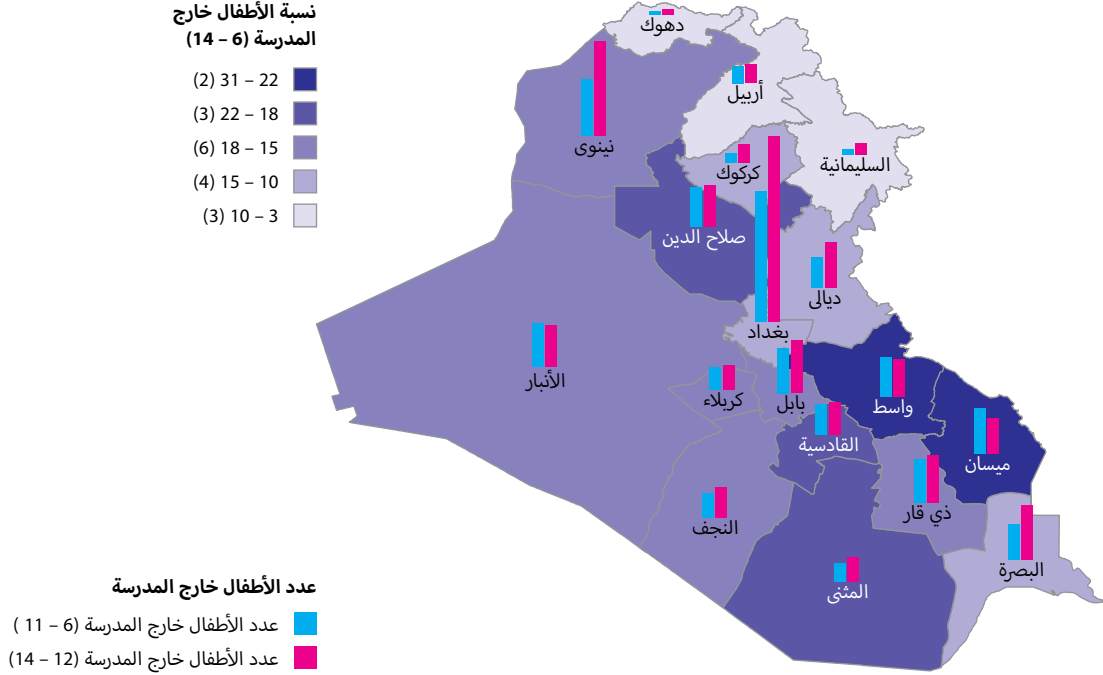 نسبة الأطفال خارج
المدرسة (6 – 14)
22 – 31 (2)
18 – 22 (3)
15 – 18 (6)
10 – 15 (4)
3 – 10 (3)
دهوك
أربيل
نينوى
السليمانية
كركوك
صلاح الدين
ديالى
بغداد
الأنبار
كربلاء
بابل
واسط
القادسية
ميسان
ذي قار
النجف
البصرة
المثنى
عدد الأطفال خارج المدرسة
عدد الأطفال خارج المدرسة (6 – 11 )
عدد الأطفال خارج المدرسة (12 – 14)